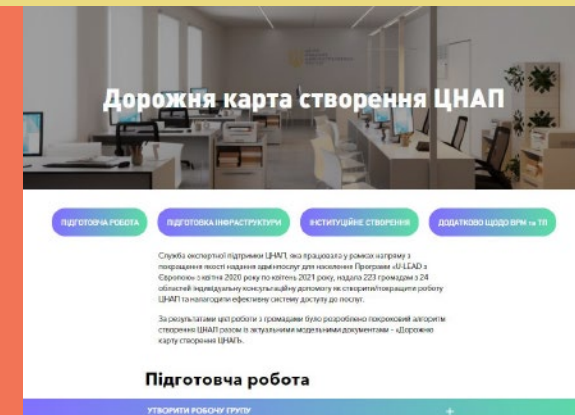 Дорожня карта створення ЦНАП
ПІДГОТОВЧА РОБОТА
ПІДГОТОВКА ІНФРАСТРУКТУРИ
ІНСТИТУЦІЙНЕ СТВОРЕННЯ
ДОДАТКОВО ЩОДО ВРМ та ТП
Служба експертної підтримки ЦНАП, яка працювала у рамках напряму з
покращення якості надання адмінпослуг для населення Програми «U-LEAD з
Європою» з квітня 2020 року по квітень 2021 року, надала 223 громадам з 24
областей індивідуальну консультаційну допомогу як створити/покращити роботу
ЦНАП та налагодити ефективну систему доступу до послуг.
За результатами цієї роботи з громадами було розроблено покроковий алгоритм
створення ЦНАП разом із актуальними модельними документами – «Дорожню
карту створення ЦНАП».
Підготовча робота
УТВОРИТИ РОБОЧУ ГРУПУ
+